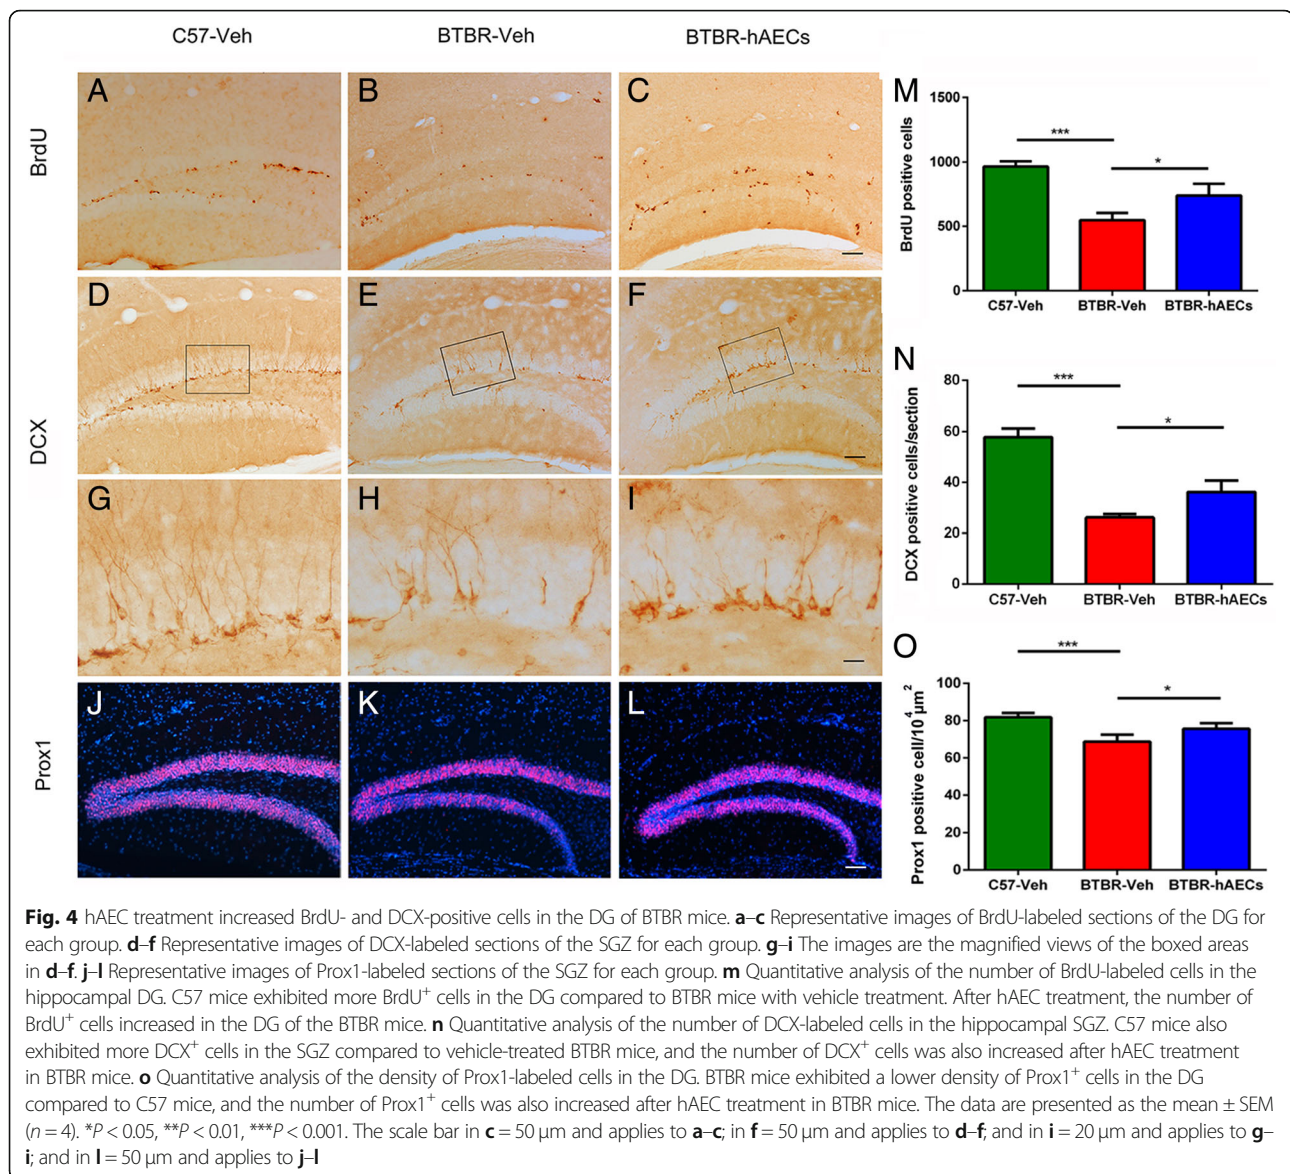 C57-Veh BTBR-Veh BTBR-hAECs
BrdU
A B C
DCX
D E F
G H I
Prox1
J K L
M
BrdU positive cells
1500
1000
500
0
***
*
C57-Veh BTBR-Veh BTBR-hAECs
N
DCX positive cells/section
80
60
40
20
0
***
*
C57-Veh BTBR-Veh BTBR-hAECs
O
Prox1 positive cell/10⁴ μm²
100
80
60
40
20
0
***
*
C57-Veh BTBR-Veh BTBR-hAECs
Fig. 4 hAEC treatment increased BrdU- and DCX-positive cells in the DG of BTBR mice. a–c Representative images of BrdU-labeled sections of the DG for
each group. d–f Representative images of DCX-labeled sections of the SGZ for each group. g–i The images are the magnified views of the boxed areas
in d–f. j–l Representative images of Prox1-labeled sections of the SGZ for each group. m Quantitative analysis of the number of BrdU-labeled cells in the
hippocampal DG. C57 mice exhibited more BrdU⁺ cells in the DG compared to BTBR mice with vehicle treatment. After hAEC treatment, the number of
BrdU⁺ cells increased in the DG of the BTBR mice. n Quantitative analysis of the number of DCX-labeled cells in the hippocampal SGZ. C57 mice also
exhibited more DCX⁺ cells in the SGZ compared to vehicle-treated BTBR mice, and the number of DCX⁺ cells was also increased after hAEC treatment
in BTBR mice. o Quantitative analysis of the density of Prox1-labeled cells in the DG. BTBR mice exhibited a lower density of Prox1⁺ cells in the DG
compared to C57 mice, and the number of Prox1⁺ cells was also increased after hAEC treatment in BTBR mice. The data are presented as the mean ± SEM
(n = 4). *P < 0.05, **P < 0.01, ***P < 0.001. The scale bar in c = 50 μm and applies to a–c; in f = 50 μm and applies to d–f; and in i = 20 μm and applies to g–
i; and in l = 50 μm and applies to j–l